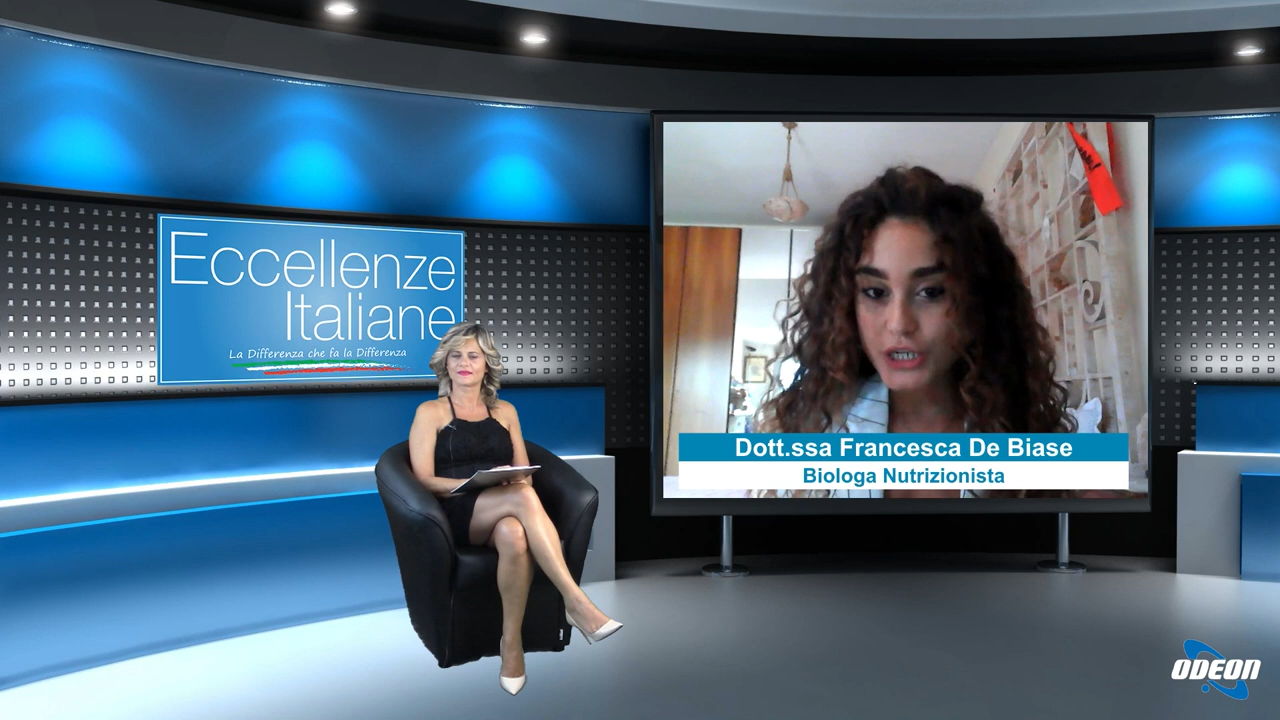 Eccellenze
Italiane
La Differenza che fa la Differenza
Dott.ssa Francesca De Biase
Biologa Nutrizionista
ODEON